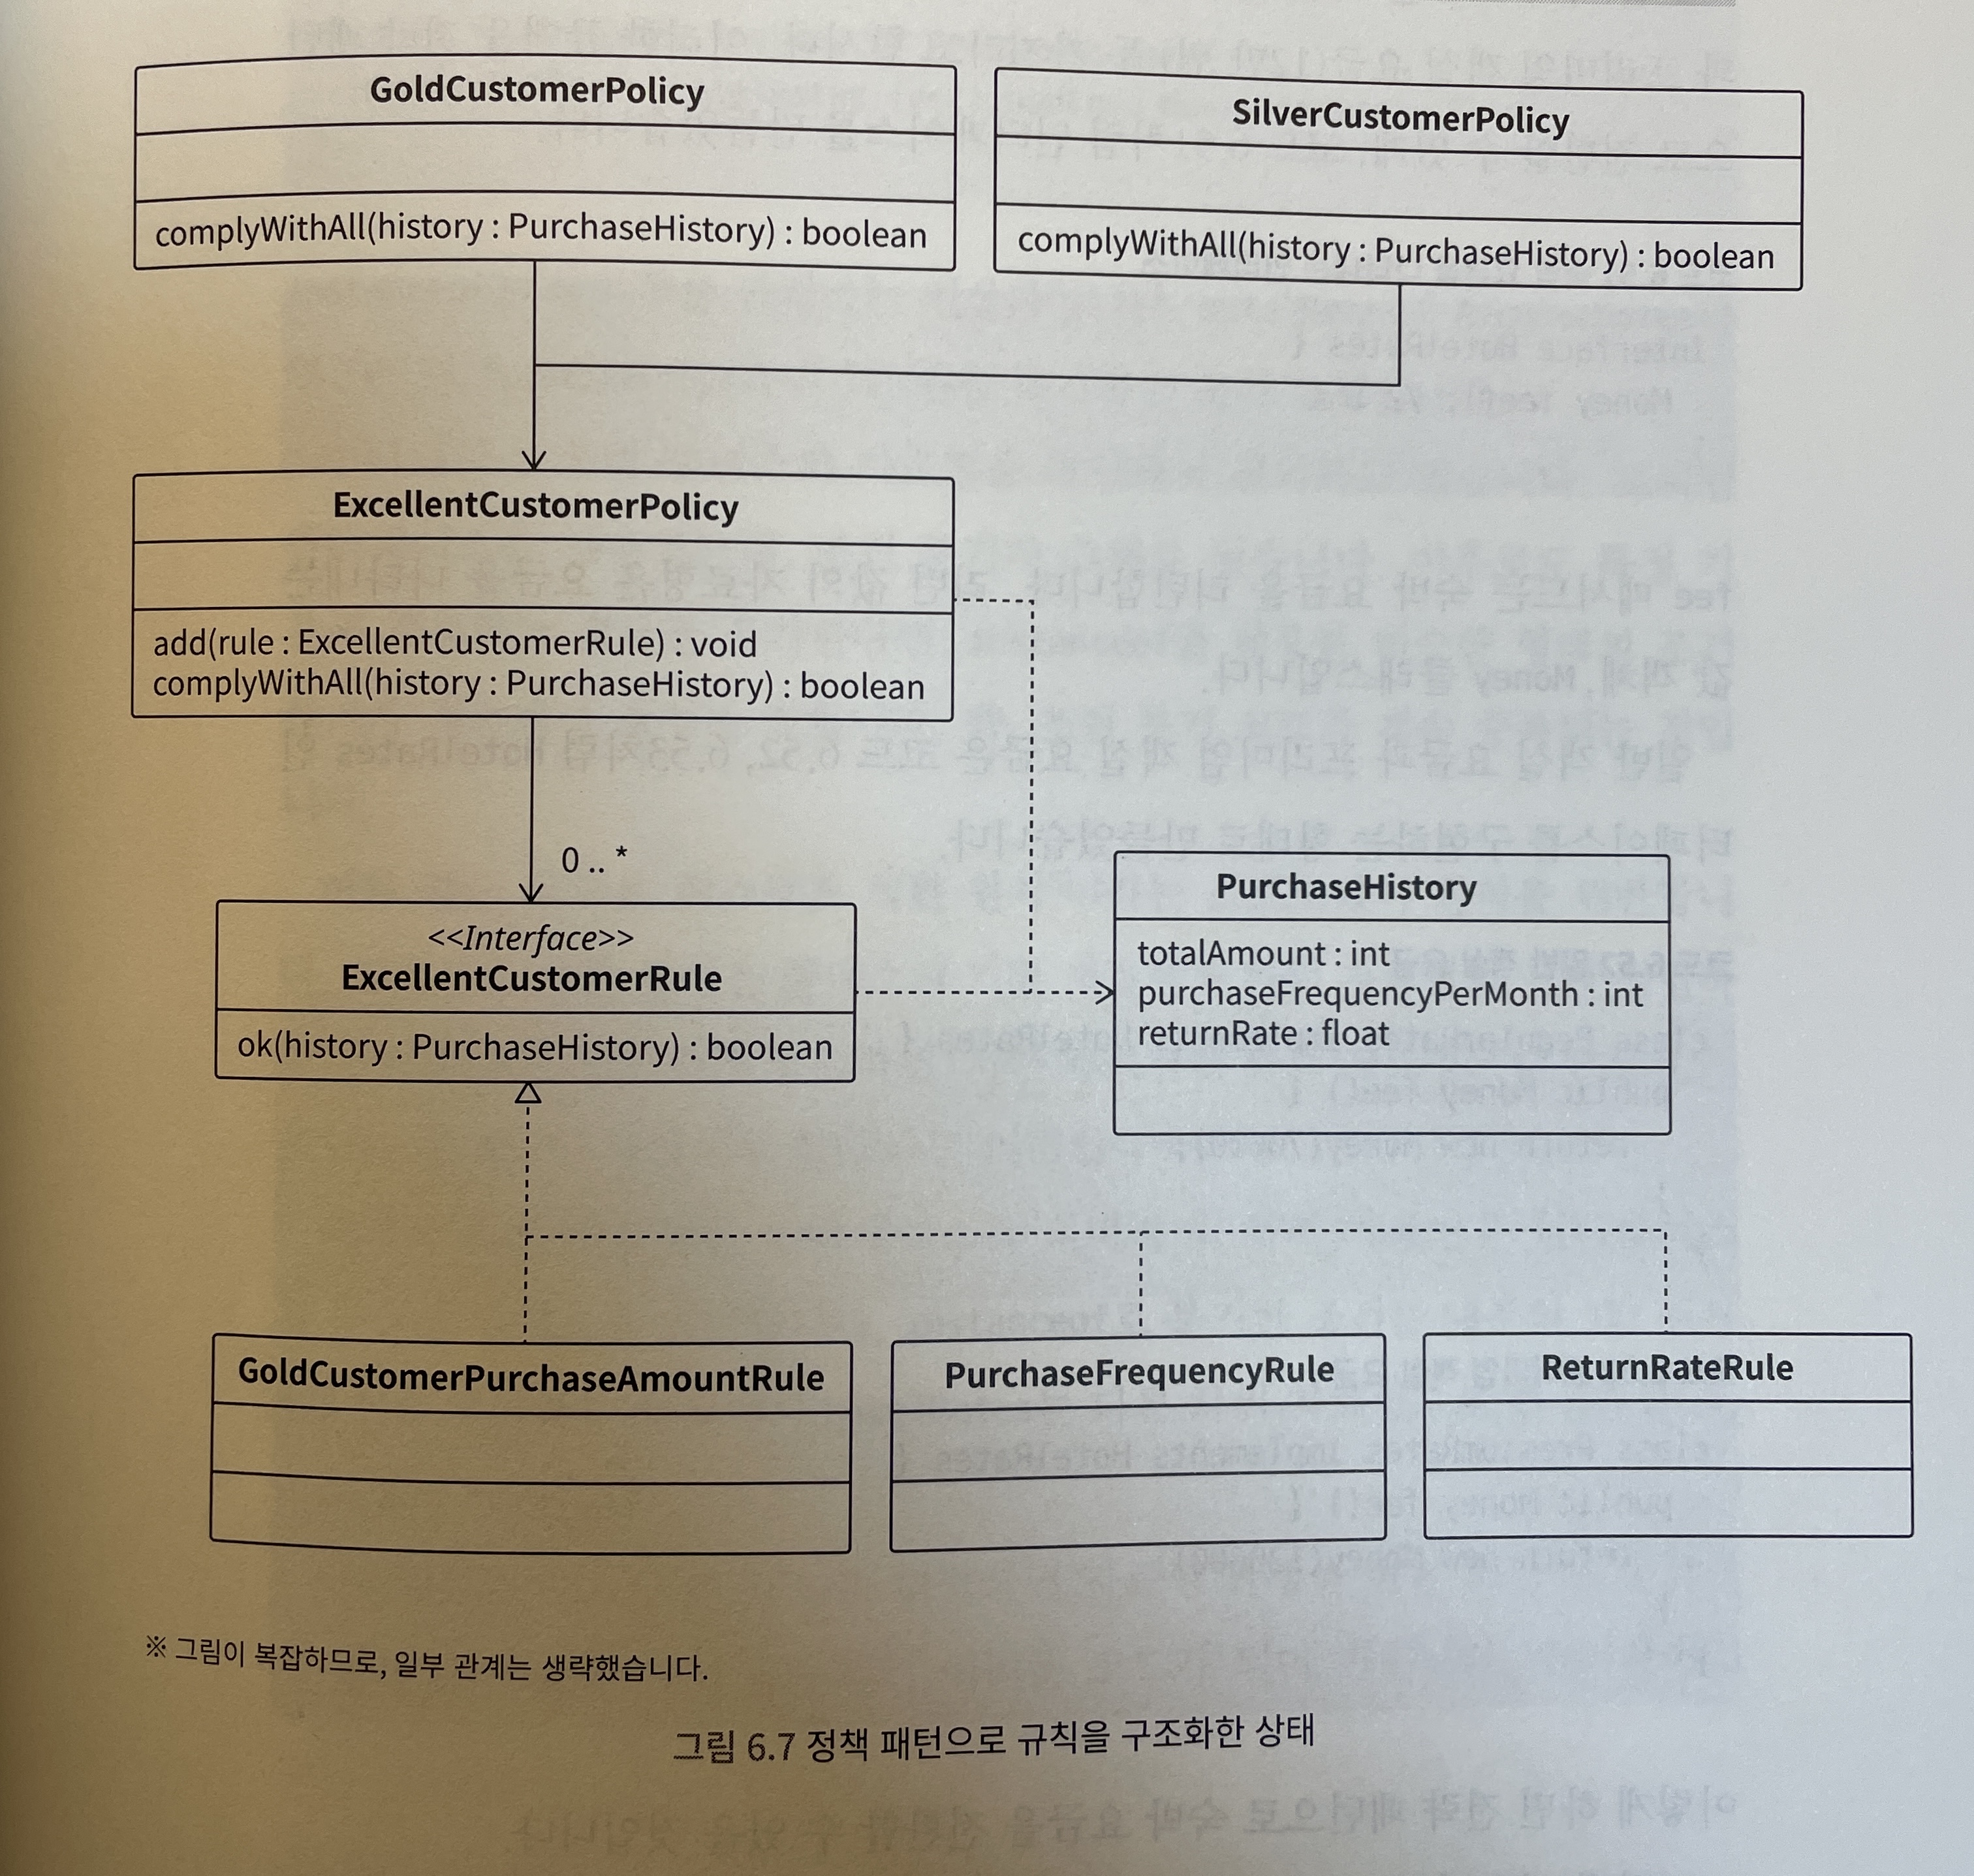 GoldCustomerPolicy
complyWithAll(history : PurchaseHistory) : boolean
SilverCustomerPolicy
complyWithAll(history : PurchaseHistory) : boolean
ExcellentCustomerPolicy
add(rule : ExcellentCustomerRule) : void
complyWithAll(history : PurchaseHistory) : boolean
0 .. *
<<Interface>>
ExcellentCustomerRule
ok(history : PurchaseHistory) : boolean
PurchaseHistory
totalAmount : int
purchaseFrequencyPerMonth : int
returnRate : float
GoldCustomerPurchaseAmountRule
PurchaseFrequencyRule
ReturnRateRule
※ 그림이 복잡하므로, 일부 관계는 생략했습니다.
그림 6.7 정책 패턴으로 규칙을 구조화한 상태